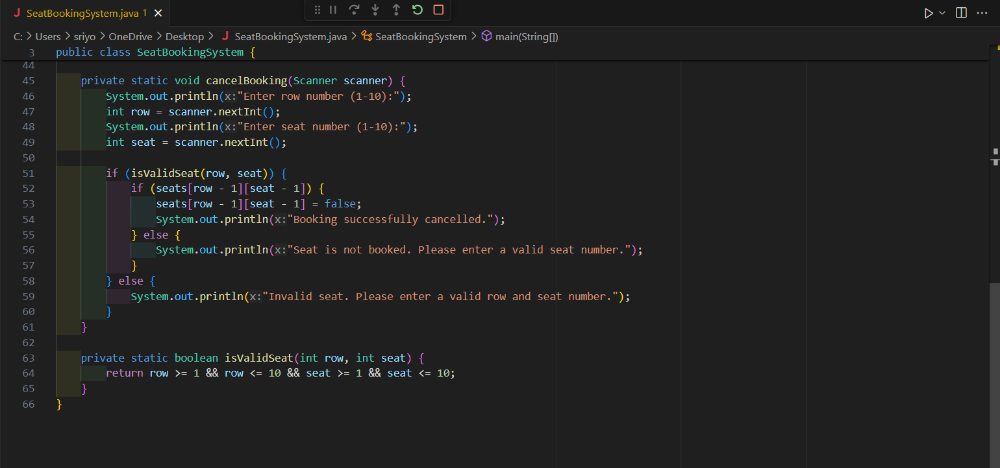 J SeatBookingSystem.java 1
C: > Users > sriyo > OneDrive > Desktop > J SeatBookingSystem.java > SeatBookingSystem > main(String[])
3 public class SeatBookingSystem {
44
45 private static void cancelBooking(Scanner scanner) {
46 System.out.println(x:"Enter row number (1-10):");
47 int row = scanner.nextInt();
48 System.out.println(x:"Enter seat number (1-10):");
49 int seat = scanner.nextInt();
50
51 if (isValidSeat(row, seat)) {
52 if (seats[row - 1][seat - 1]) {
53 seats[row - 1][seat - 1] = false;
54 System.out.println(x:"Booking successfully cancelled.");
55 } else {
56 System.out.println(x:"Seat is not booked. Please enter a valid seat number.");
57 }
58 } else {
59 System.out.println(x:"Invalid seat. Please enter a valid row and seat number.");
60 }
61 }
62
63 private static boolean isValidSeat(int row, int seat) {
64 return row >= 1 && row <= 10 && seat >= 1 && seat <= 10;
65 }
66 }